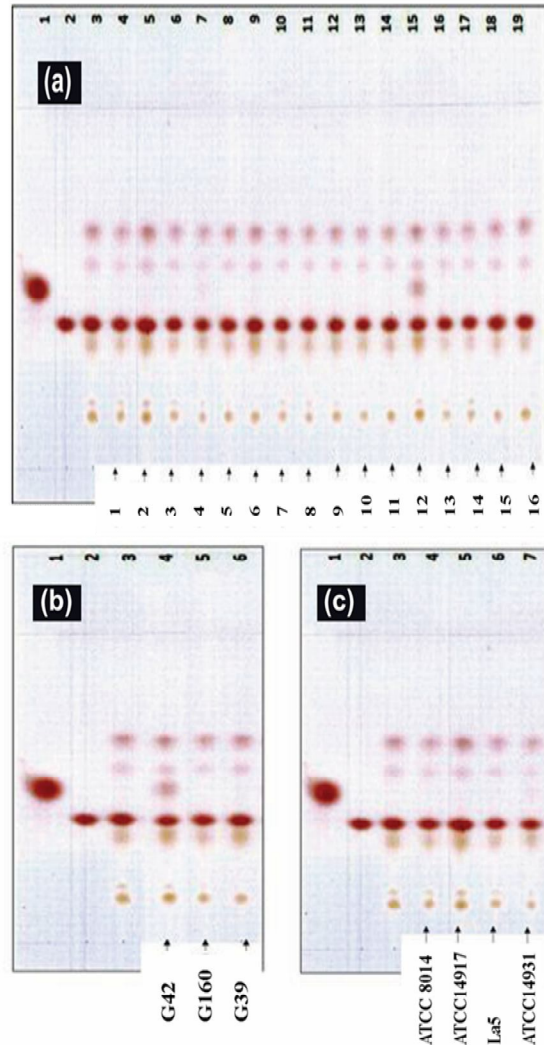 (a)
1 2 3 4 5 6 7 8 9 10 11 12 13 14 15 16 17 18 19
1 2 3 4 5 6 7 8 9 10 11 12 13 14 15 16
(b)
1 2 3 4 5 6
G42 G160 G39
(c)
1 2 3 4 5 6 7
ATCC 8014
ATCC14917
La5
ATCC14931